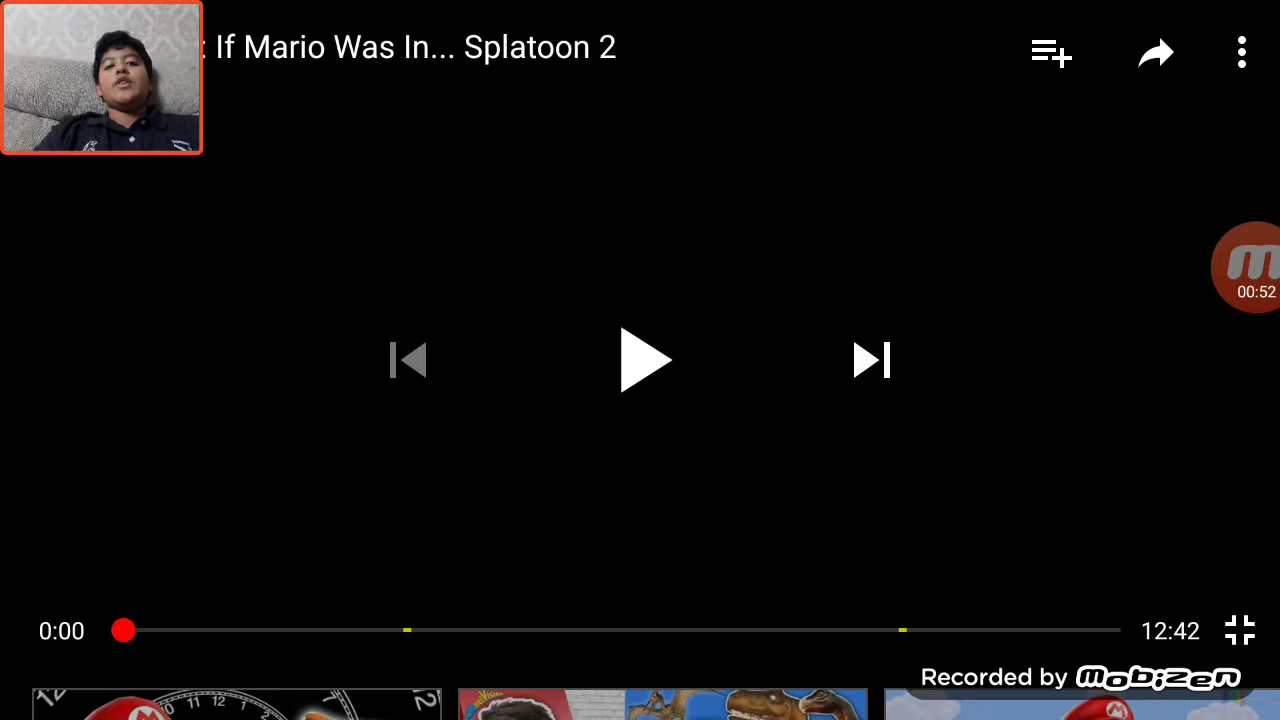 : If Mario Was In... Splatoon 2
00:52
0:00
12:42
Recorded by mobizen